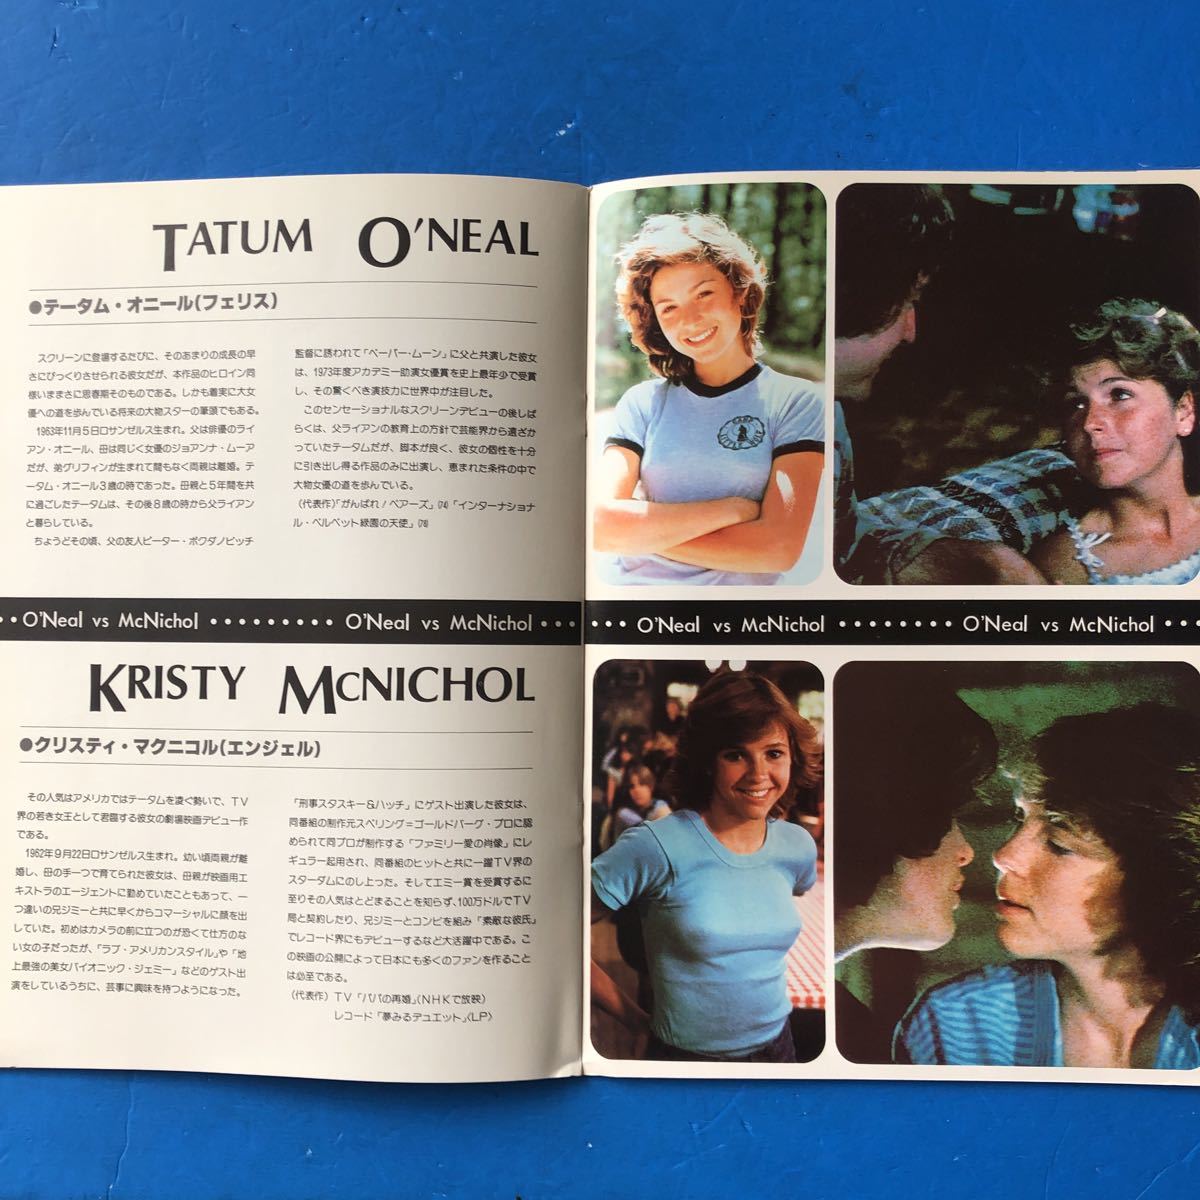 TATUM O'NEAL
●テータム・オニール(フェリス)
スクリーンに登場するたびに、そのあまりの成長の早
さにびっくりさせられる彼女だが、本作品のヒロイン同
様いままさに思春期そのものである。しかも着実に大女
優への道を歩んでいる将来の大物スターの筆頭でもある。
1963年11月5日ロサンゼルス生まれ。父は俳優のライ
アン・オニール、母は同じく女優のジョアンナ・ムーア
だが、弟グリフィンが生まれて間もなく両親は離婚。テ
ータム・オニール3歳の時であった。母親と5年間を共
に過ごしたテータムは、その後8歳の時から父ライアン
と暮らしている。
ちょうどその頃、父の友人ピーター・ボクダノビッチ
監督に誘われて「ペーパー・ムーン」に父と共演した彼女
は、1973年度アカデミー助演女優賞を史上最年少で受賞
し、その驚くべき演技力に世界中が注目した。
このセンセーショナルなスクリーンデビューの後しば
らくは、父ライアンの教育上の方針で芸能界から遠ざか
っていたテータムだが、脚本が良く、彼女の個性を十分
に引き出し得る作品のみに出演し、恵まれた条件の中で
大物女優の道を歩んでいる。
(代表作)「がんばれ!ベアーズ」(74)「インターナショナ
ル・ベルベット緑園の天使」(78)
O'Neal vs McNichol ••••••••• O'Neal vs McNichol •••
••• O'Neal vs McNichol •••••••• O'Neal vs McNichol •••
KRISTY MCNICHOL
●クリスティ・マクニコル(エンジェル)
その人気はアメリカではテータムを凌ぐ勢いで、TV
界の若き女王として君臨する彼女の劇場映画デビュー作
である。
1962年9月22日ロサンゼルス生まれ。幼い頃両親が離
婚し、母の手一つで育てられた彼女は、母親が映画用エ
キストラのエージェントに勤めていたこともあって、一
つ違いの兄ジミーと共に早くからコマーシャルに顔を出
していた。初めはカメラの前に立つのが恐くて仕方のな
い女の子だったが、「ラブ・アメリカンスタイル」や「地
上最強の美女バイオニック・ジェミー」などのゲスト出
演をしているうちに、芸事に興味を持つようになった。
「刑事スタスキー&ハッチ」にゲスト出演した彼女は、
同番組の制作元スペリング=ゴールドバーグ・プロに認
められて同プロが制作する「ファミリー愛の肖像」にレ
ギュラー起用され、同番組のヒットと共に一躍TV界の
スターダムにのし上った。そしてエミー賞を受賞するに
至りその人気はとどまることを知らず、100万ドルでTV
局と契約したり、兄ジミーとコンビを組み「素敵な彼氏」
でレコード界にもデビューするなど大活躍中である。こ
の映画の公開によって日本にも多くのファンを作ること
は必至である。
(代表作) TV「パパの再婚」(NHKで放映)
レコード「夢みるデュエット」〈LP〉
CAMP
LITTLE WOLF